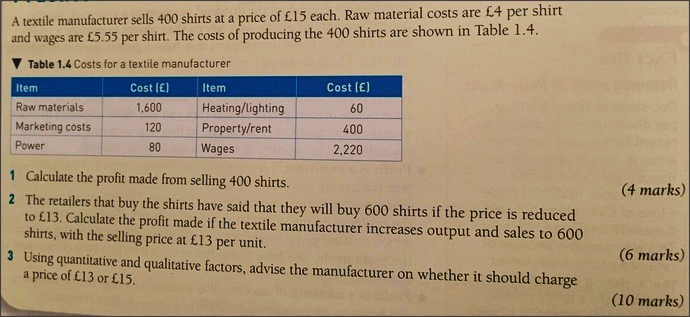 A textile manufacturer sells 400 shirts at a price of £15 each. Raw material costs are £4 per shirt
and wages are £5.55 per shirt. The costs of producing the 400 shirts are shown in Table 1.4.
▼ Table 1.4 Costs for a textile manufacturer
Item Cost (£) Item Cost (£)
Raw materials 1,600 Heating/lighting 60
Marketing costs 120 Property/rent 400
Power 80 Wages 2,220
1 Calculate the profit made from selling 400 shirts.
(4 marks)
2 The retailers that buy the shirts have said that they will buy 600 shirts if the price is reduced
to £13. Calculate the profit made if the textile manufacturer increases output and sales to 600
shirts, with the selling price at £13 per unit.
(6 marks)
3 Using quantitative and qualitative factors, advise the manufacturer on whether it should charge
a price of £13 or £15.
(10 marks)